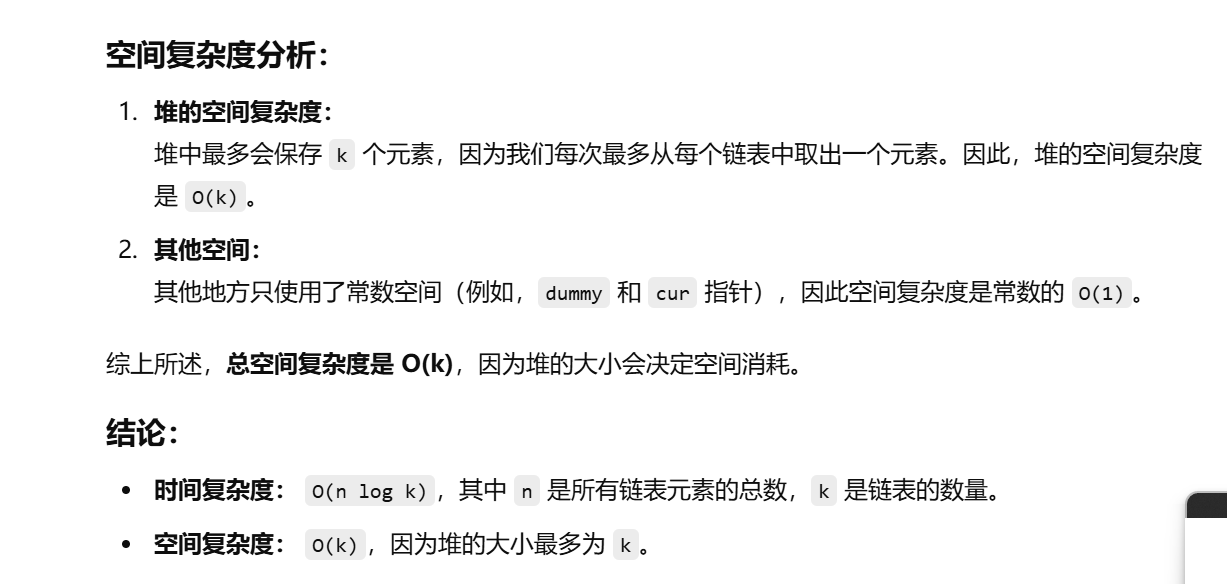 空间复杂度分析：
1. 堆的空间复杂度：
堆中最多会保存 k 个元素，因为我们每次最多从每个链表中取出一个元素。因此，堆的空间复杂度
是 O(k)。
2. 其他空间：
其他地方只使用了常数空间（例如，dummy 和 cur 指针），因此空间复杂度是常数的 O(1)。
综上所述，总空间复杂度是 O(k)，因为堆的大小会决定空间消耗。
结论：
• 时间复杂度： O(n log k)，其中 n 是所有链表元素的总数，k 是链表的数量。
• 空间复杂度： O(k)，因为堆的大小最多为 k。